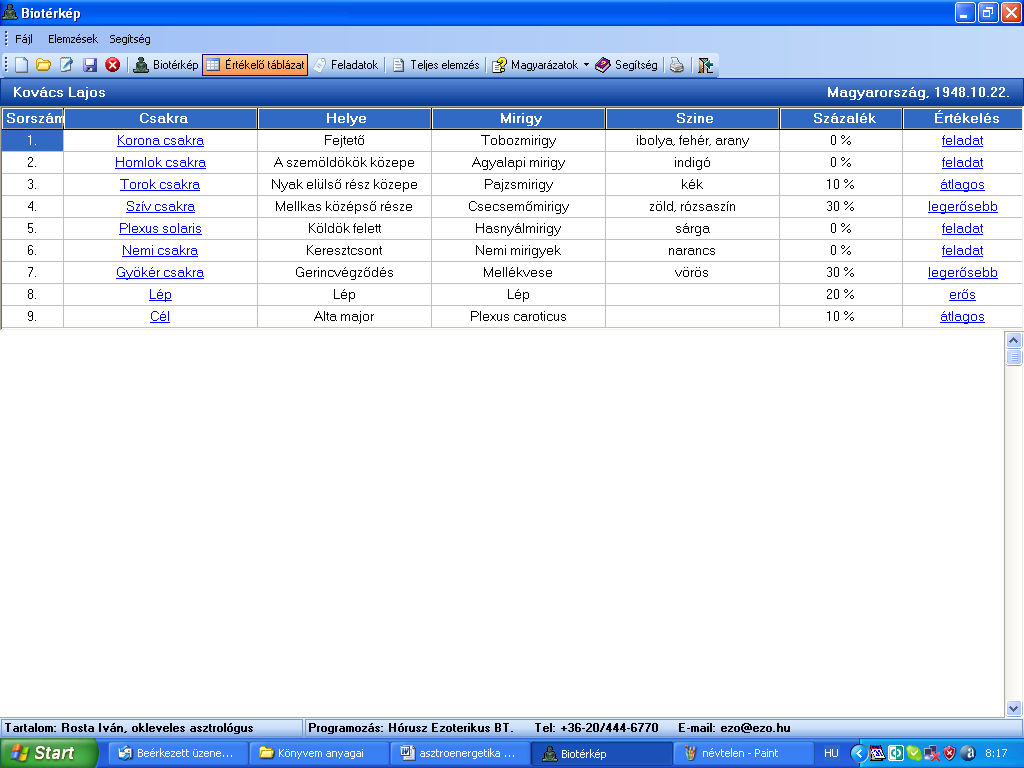 Biotérkép
Fájl Elemzések Segítség
Biotérkép Értékelő táblázat Feladatok Teljes elemzés Magyarázatok Segítség
Kovács Lajos Magyarország, 1948.10.22.
Sorszám Csakra Helye Mirigy Szine Százalék Értékelés
1. Korona csakra Fejtető Tobozmirigy ibolya, fehér, arany 0 % feladat
2. Homlok csakra A szemöldökök közepe Agyalapi mirigy indigó 0 % feladat
3. Torok csakra Nyak elülső rész közepe Pajzsmirigy kék 10 % átlagos
4. Szív csakra Mellkas középső része Csecsemőmirigy zöld, rózsaszín 30 % legerősebb
5. Plexus solaris Köldök felett Hasnyálmirigy sárga 0 % feladat
6. Nemi csakra Keresztcsont Nemi mirigyek narancs 0 % feladat
7. Gyökér csakra Gerincvégződés Mellékvese vörös 30 % legerősebb
8. Lép Lép Lép 20 % erős
9. Cél Alta major Plexus caroticus 10 % átlagos
Tartalom: Rosta Iván, okleveles asztrológus Programozás: Hórusz Ezoterikus BT. Tel: +36-20/444-6770 E-mail: ezo@ezo.hu
Start Beérkezett üzene... Könyvem anyagai asztroenergetika ... Biotérkép névtelen - Paint HU 8:17